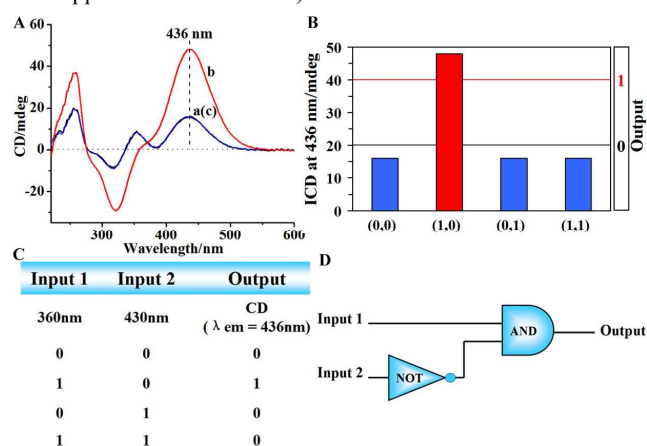 A
436 nm
60
40
20
0
-20
CD/mdeg
b
a(c)
300
400
500
600
Wavelength/nm
B
50
40
30
20
10
0
ICD at 436 nm/mdeg
1
0
Output
(0,0)
(1,0)
(0,1)
(1,1)
C
Input 1 Input 2 Output
360nm 430nm CD
( λ em = 436nm)
0 0 0
1 0 1
0 1 0
1 1 0
D
Input 1
AND
Output
Input 2
NOT